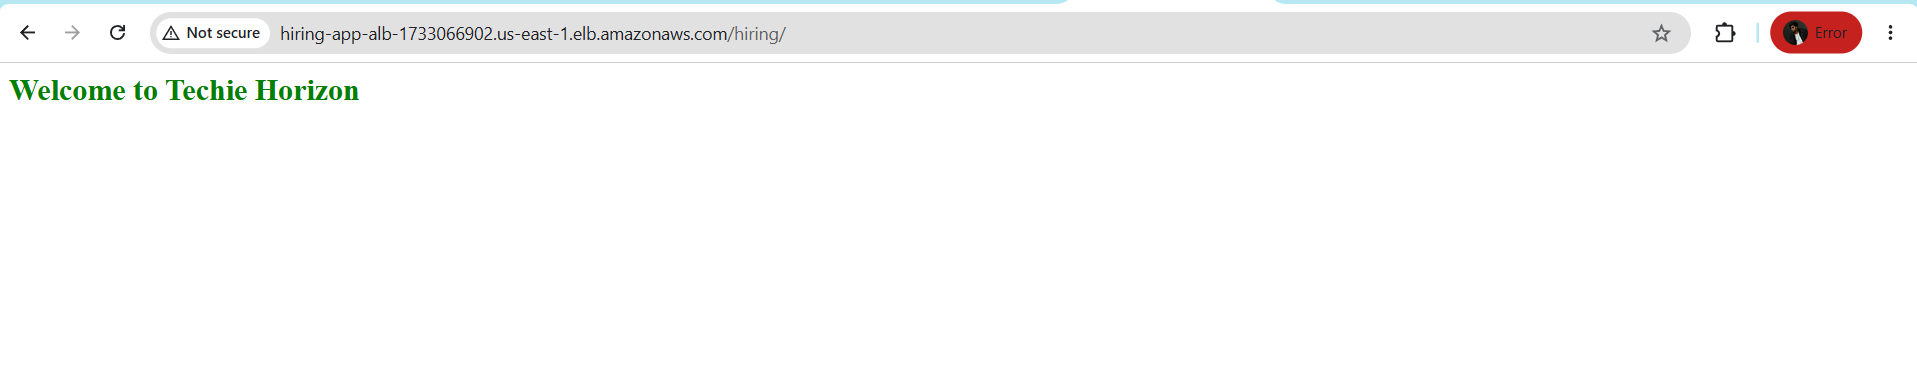 Not secure hiring-app-alb-1733066902.us-east-1.elb.amazonaws.com/hiring/ Error
Welcome to Techie Horizon